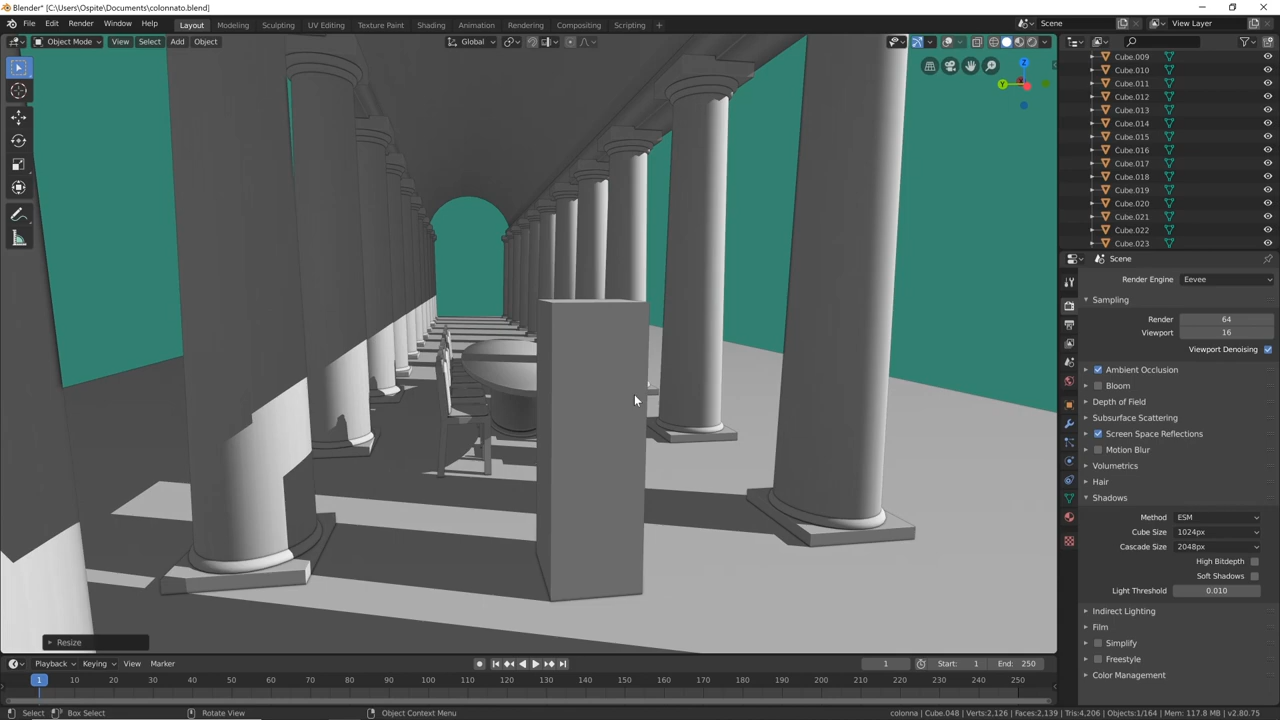 Blender* [C:\Users\Ospite\Documents\colonnato.blend]
File Edit Render Window Help Layout Modeling Sculpting UV Editing Texture Paint Shading Animation Rendering Compositing Scripting + Scene View Layer
Object Mode View Select Add Object Global
Z
Y
Cube.009
Cube.010
Cube.011
Cube.012
Cube.013
Cube.014
Cube.015
Cube.016
Cube.017
Cube.018
Cube.019
Cube.020
Cube.021
Cube.022
Cube.023
Scene
Render Engine Eevee
Sampling
Render 64
Viewport 16
Viewport Denoising
Ambient Occlusion
Bloom
Depth of Field
Subsurface Scattering
Screen Space Reflections
Motion Blur
Volumetrics
Hair
Shadows
Method ESM
Cube Size 1024px
Cascade Size 2048px
High Bitdepth
Soft Shadows
Light Threshold 0.010
Indirect Lighting
Film
Simplify
Freestyle
Color Management
Resize
Playback Keying View Marker 1 Start: 1 End: 250
1 10 20 30 40 50 60 70 80 90 100 110 120 130 140 150 160 170 180 190 200 210 220 230 240 250
Select Box Select Rotate View Object Context Menu colonna | Cube.048 | Verts:2,126 | Faces:2,139 | Tris:4,206 | Objects:1/164 | Mem: 117.8 MB | v2.80.75